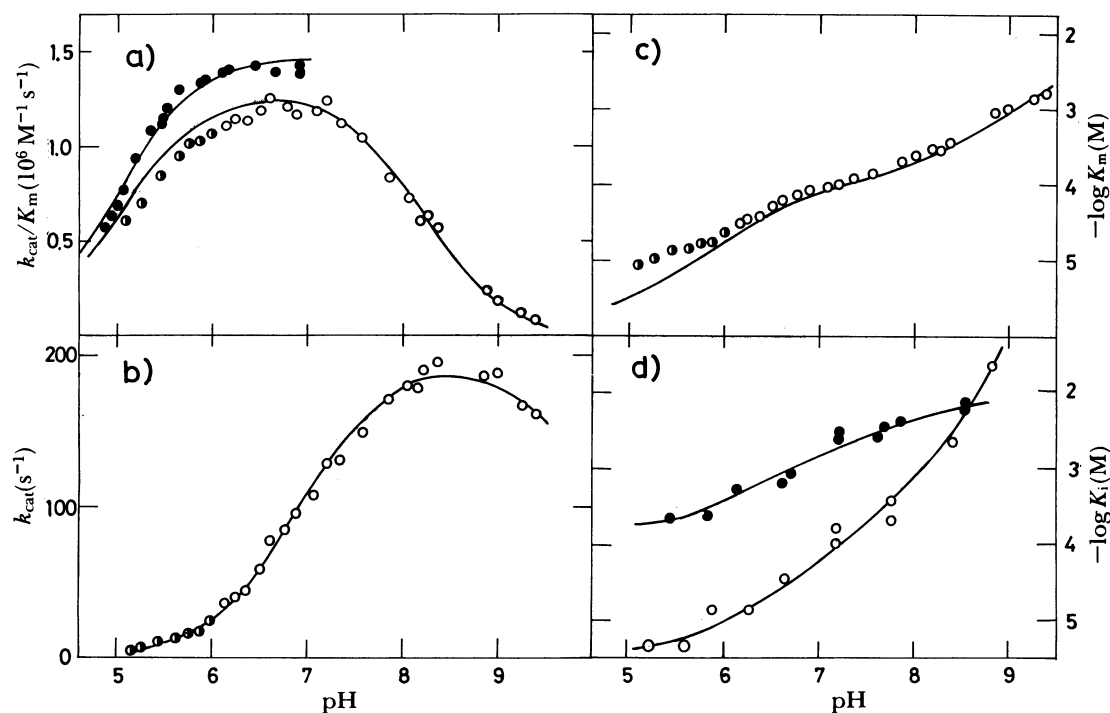 a)
1.5
1.0
0.5
k_cat/K_m (10⁶ M⁻¹ s⁻¹)
b)
200
100
0
k_cat (s⁻¹)
5 6 7 8 9
pH
c)
2
3
4
5
−log K_m (M)
d)
2
3
4
5
−log K_i (M)
5 6 7 8 9
pH